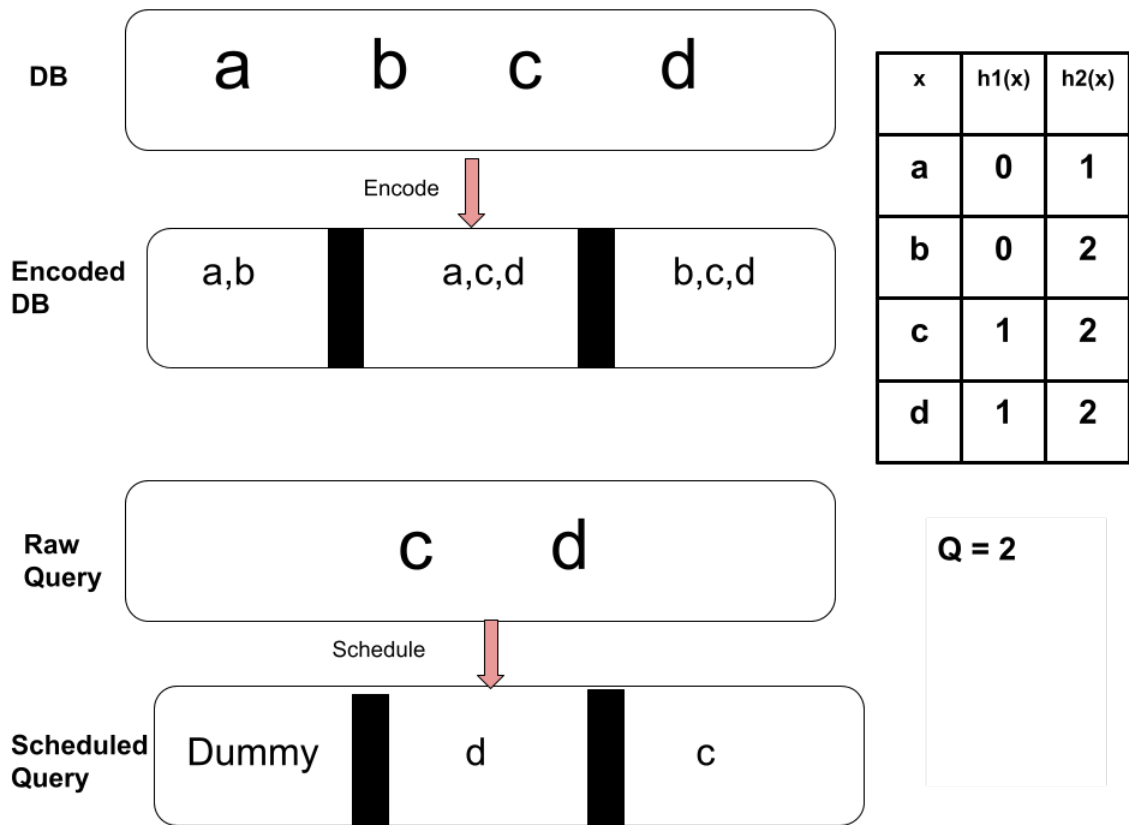 DB
a b c d
Encode
Encoded
DB
a,b a,c,d b,c,d
x h1(x) h2(x)
a 0 1
b 0 2
c 1 2
d 1 2
Raw
Query
c d
Q = 2
Schedule
Scheduled
Query
Dummy d c